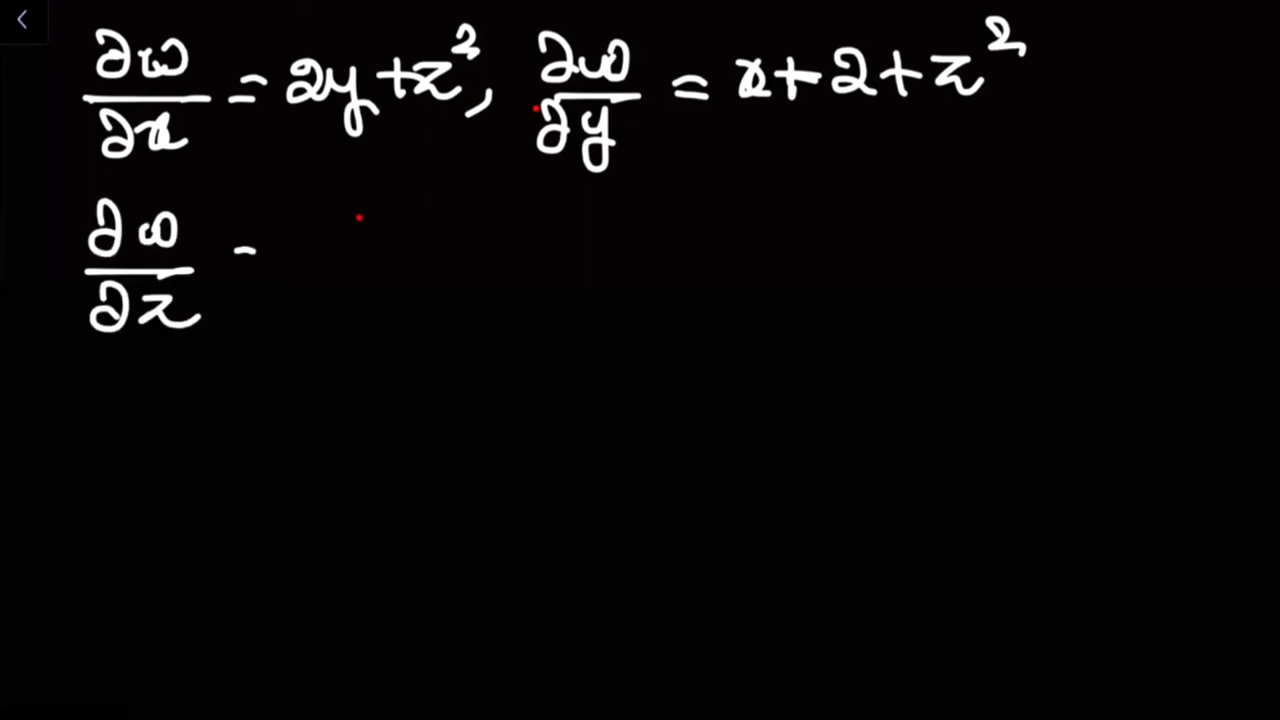 ∂w/∂x = 2y+z², ∂w/∂y = x+2+z²
∂w/∂z -